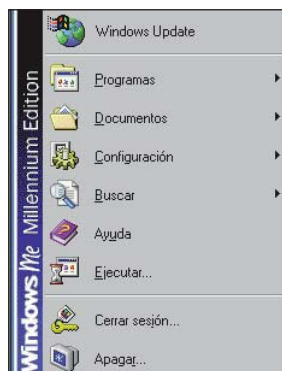 Windows Update
Programas
Documentos
Configuración
Buscar
Ayuda
Ejecutar...
Cerrar sesión...
Apagar...
Windows Me Millennium Edition